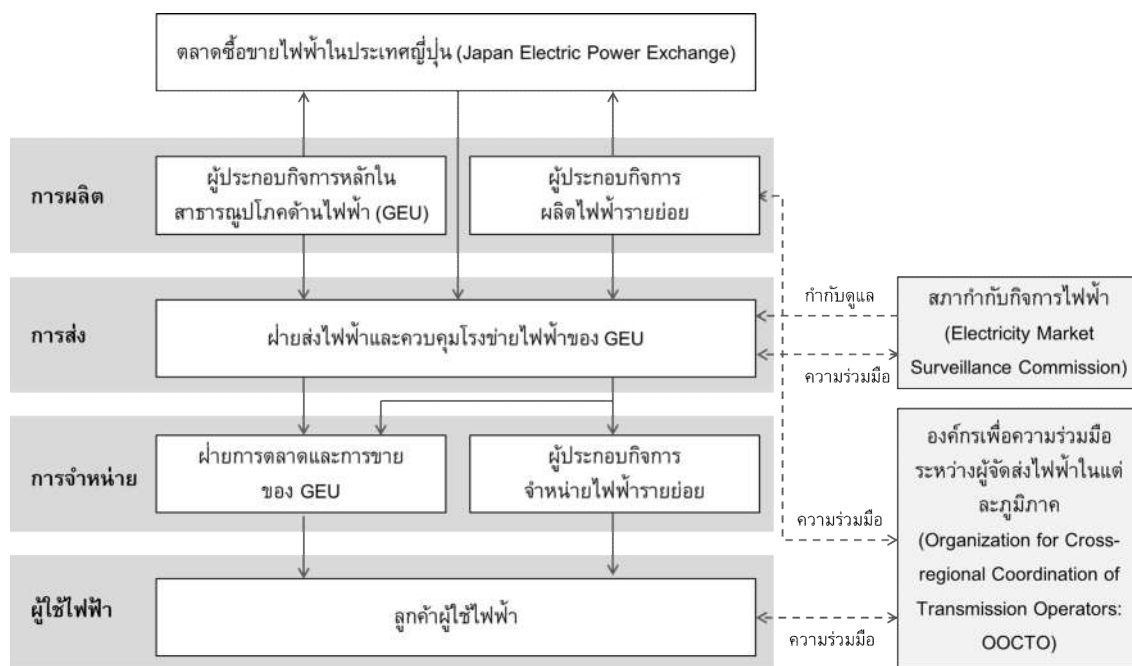 ตลาดซื้อขายไฟฟ้าในประเทศญี่ปุ่น (Japan Electric Power Exchange)
การผลิต
ผู้ประกอบกิจการหลักใน
สาธารณูปโภคด้านไฟฟ้า (GEU)
ผู้ประกอบกิจการ
ผลิตไฟฟ้ารายย่อย
การส่ง
ฝ่ายส่งไฟฟ้าและควบคุมโรงข่ายไฟฟ้าของ GEU
กำกับดูแล
ความร่วมมือ
สภากำกับกิจการไฟฟ้า
(Electricity Market
Surveillance Commission)
การจำหน่าย
ฝ่ายการตลาดและการขาย
ของ GEU
ผู้ประกอบกิจการ
จำหน่ายไฟฟ้ารายย่อย
ความร่วมมือ
องค์กรเพื่อความร่วมมือ
ระหว่างผู้จัดส่งไฟฟ้าในแต่
ละภูมิภาค
(Organization for Cross-
regional Coordination of
Transmission Operators:
OOCTO)
ผู้ใช้ไฟฟ้า
ลูกค้าผู้ใช้ไฟฟ้า
ความร่วมมือ